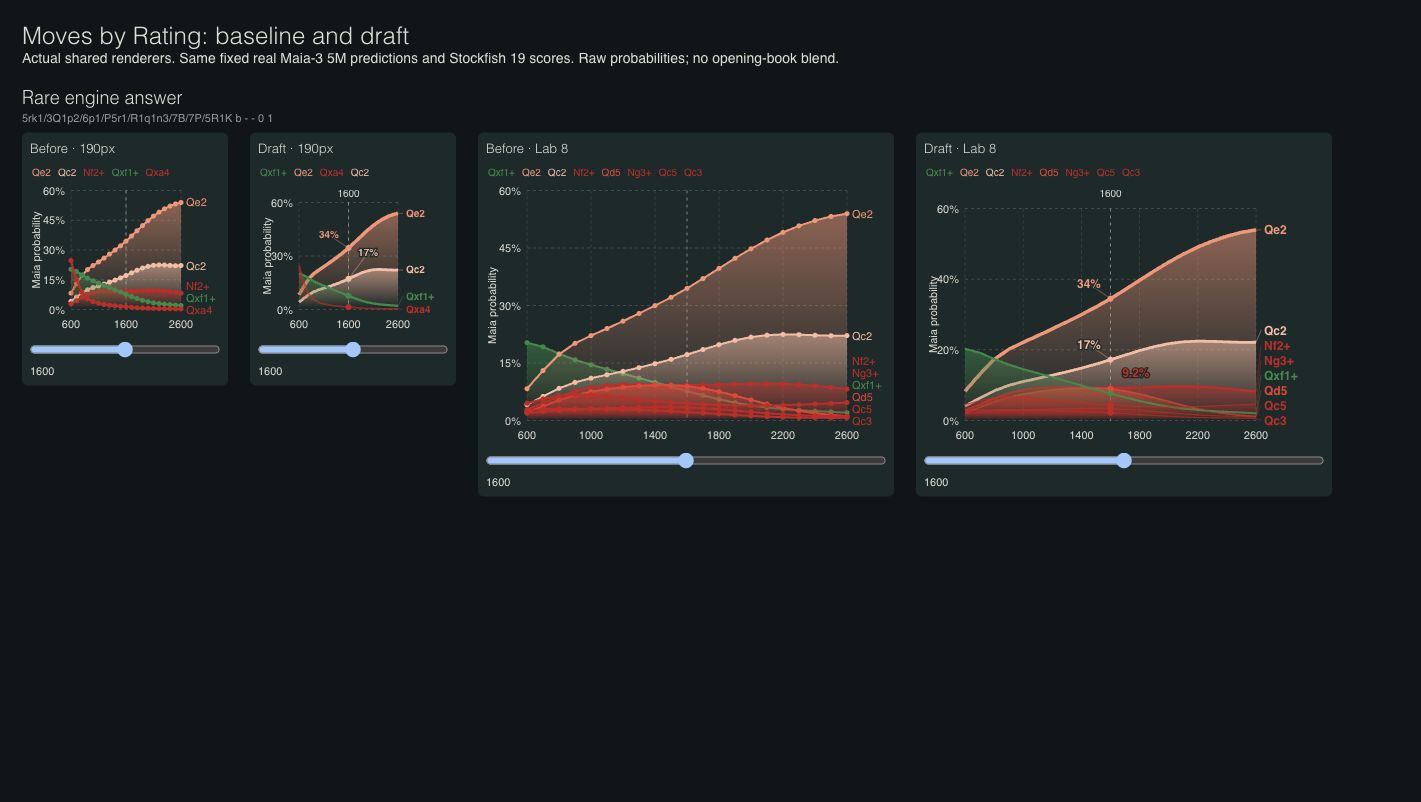 Moves by Rating: baseline and draft
Actual shared renderers. Same fixed real Maia-3 5M predictions and Stockfish 19 scores. Raw probabilities; no opening-book blend.
Rare engine answer
5rk1/3Q1p2/6p1/P5r1/R1q1n3/7B/7P/5R1K b - - 0 1
Before · 190px
Qe2 Qc2 Nf2+ Qxf1+ Qxa4
Maia probability
60%
45%
30%
15%
0%
Qe2
Qc2
Nf2+
Qxf1+
Qxa4
600 1600 2600
1600
Draft · 190px
Qxf1+ Qe2 Qxa4 Qc2
1600
Maia probability
60%
30%
0%
34%
17%
Qe2
Qc2
Qxf1+
Qxa4
600 1600 2600
1600
Before · Lab 8
Qxf1+ Qe2 Qc2 Nf2+ Qd5 Ng3+ Qc5 Qc3
Maia probability
60%
45%
30%
15%
0%
Qe2
Qc2
Nf2+
Ng3+
Qxf1+
Qd5
Qc5
Qc3
600 1000 1400 1800 2200 2600
1600
Draft · Lab 8
Qxf1+ Qe2 Qc2 Nf2+ Qd5 Ng3+ Qc5 Qc3
1600
Maia probability
60%
40%
20%
0%
34%
17%
9.2%
Qe2
Qc2
Nf2+
Ng3+
Qxf1+
Qd5
Qc5
Qc3
600 1000 1400 1800 2200 2600
1600